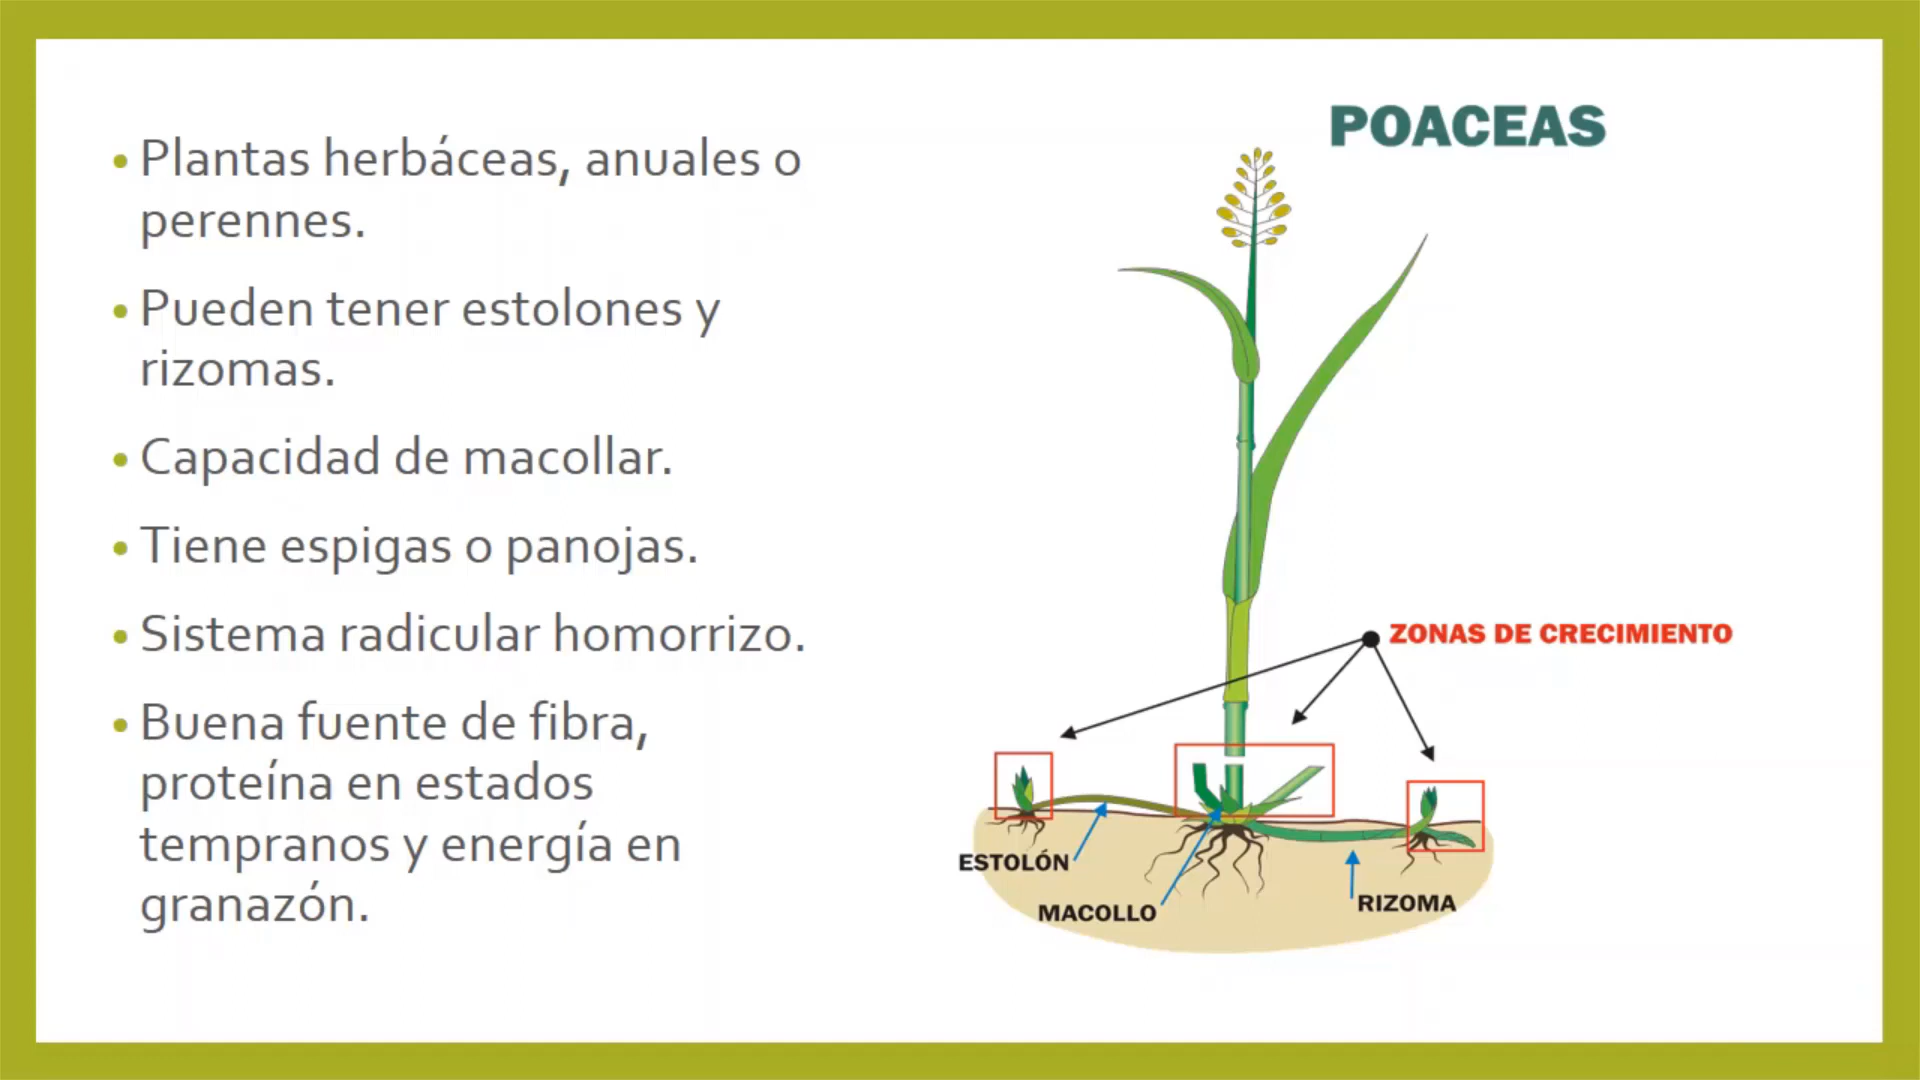 • Plantas herbáceas, anuales o
perennes.
• Pueden tener estolones y
rizomas.
• Capacidad de macollar.
• Tiene espigas o panojas.
• Sistema radicular homorrizo.
• Buena fuente de fibra,
proteína en estados
tempranos y energía en
granazón.
POACEAS
ZONAS DE CRECIMIENTO
ESTOLÓN
MACOLLO
RIZOMA